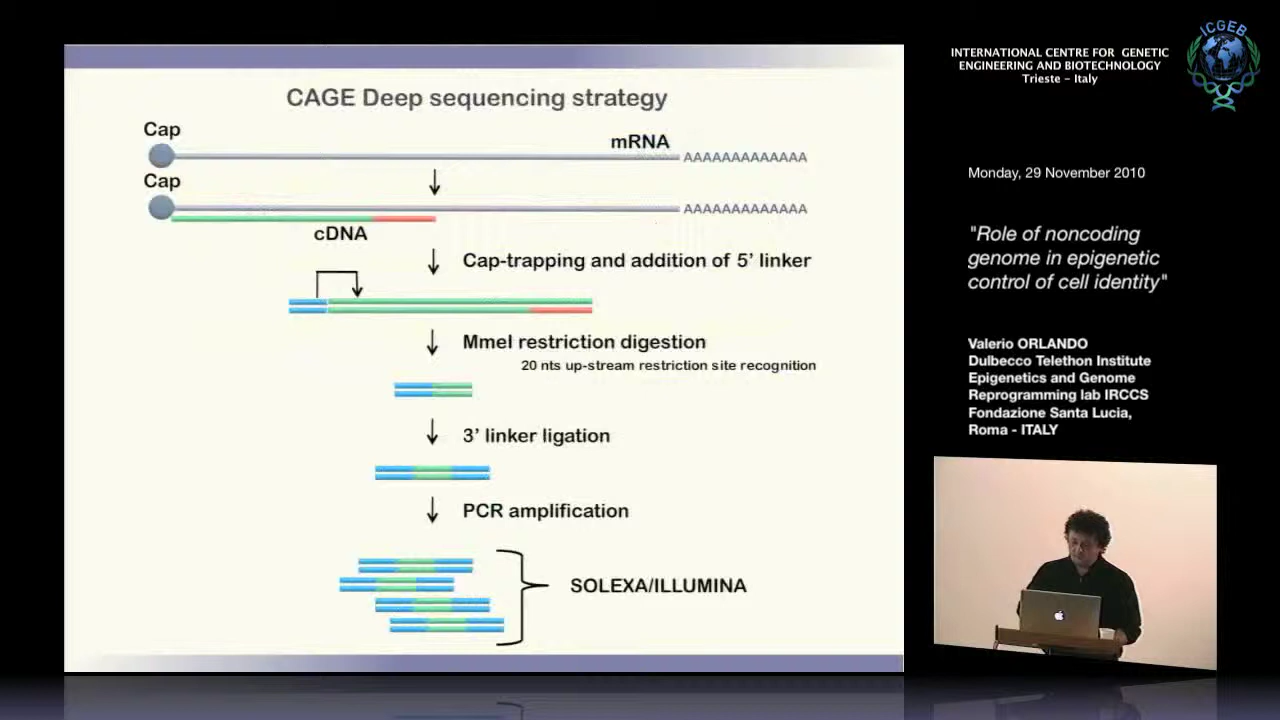 CAGE Deep sequencing strategy
Cap
mRNA
AAAAAAAAAAAAA
Cap
AAAAAAAAAAAAA
cDNA
Cap-trapping and addition of 5' linker
MmeI restriction digestion
20 nts up-stream restriction site recognition
3' linker ligation
PCR amplification
SOLEXA/ILLUMINA
INTERNATIONAL CENTRE FOR GENETIC
ENGINEERING AND BIOTECHNOLOGY
Trieste - Italy
ICGEB
Monday, 29 November 2010
"Role of noncoding
genome in epigenetic
control of cell identity"
Valerio ORLANDO
Dulbecco Telethon Institute
Epigenetics and Genome
Reprogramming lab IRCCS
Fondazione Santa Lucia,
Roma - ITALY